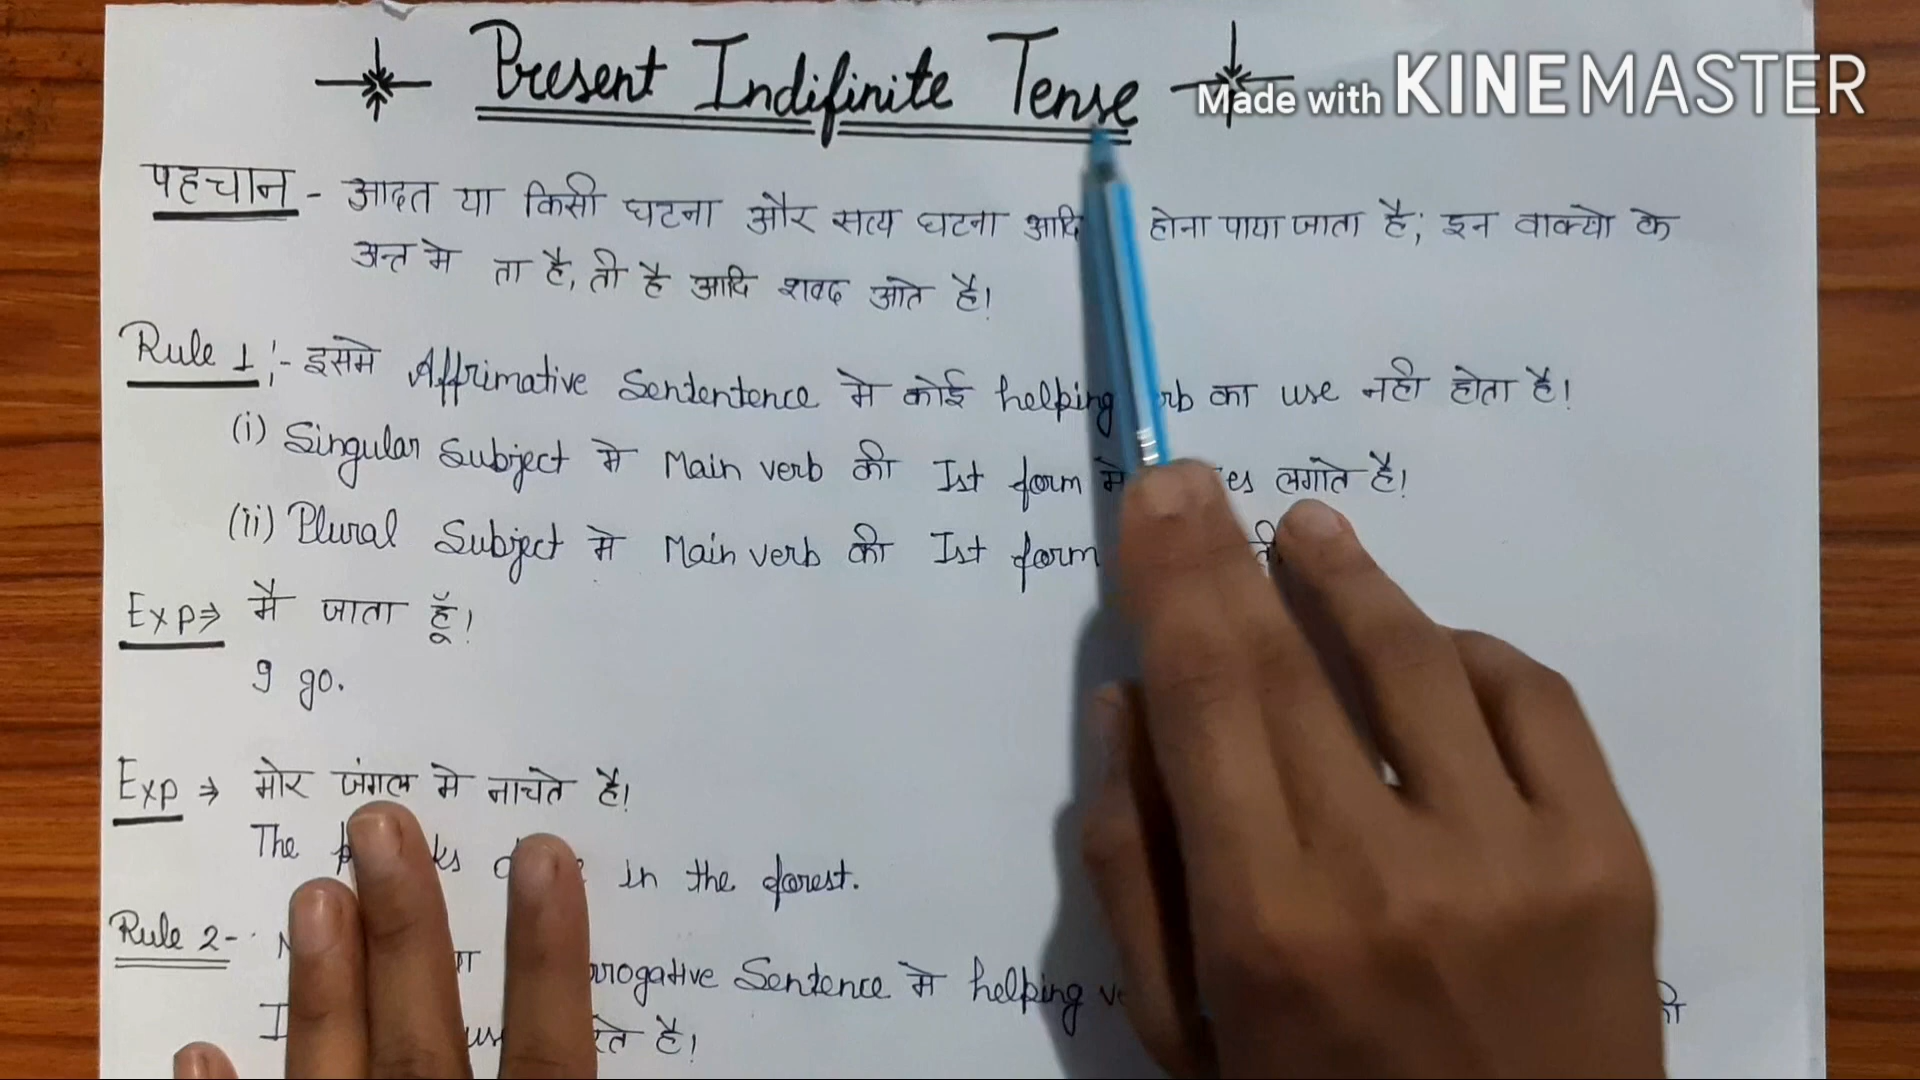 Present Indifinite Tense
Made with KINEMASTER
पहचान - आदत या किसी घटना और सत्य घटना आदि होना पाया जाता है; इन वाक्यो के
अन्त मे ता है, ती है आदि शब्द आते है!
Rule 1:- इसमे Affrimative Sententence मे कोई helping का use नही होता है!
(i) Singular Subject मे Main verb की Ist form मे es लगाते है!
(ii) Plural Subject मे Main verb की Ist form
Exp⇒ मै जाता हूँ!
I go.
Exp ⇒ मोर जंगल मे नाचते है!
The in the forest.
Rule 2- Sentence मे helping
है!